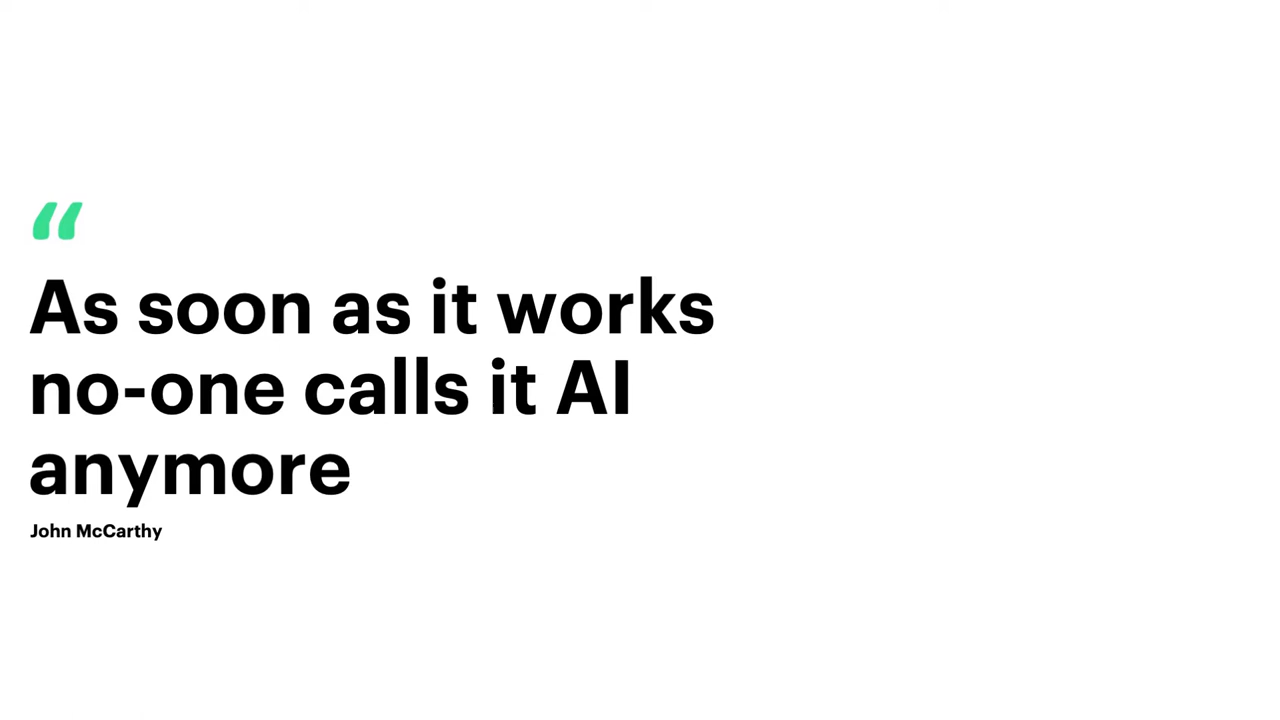 “
As soon as it works
no-one calls it AI
anymore
John McCarthy